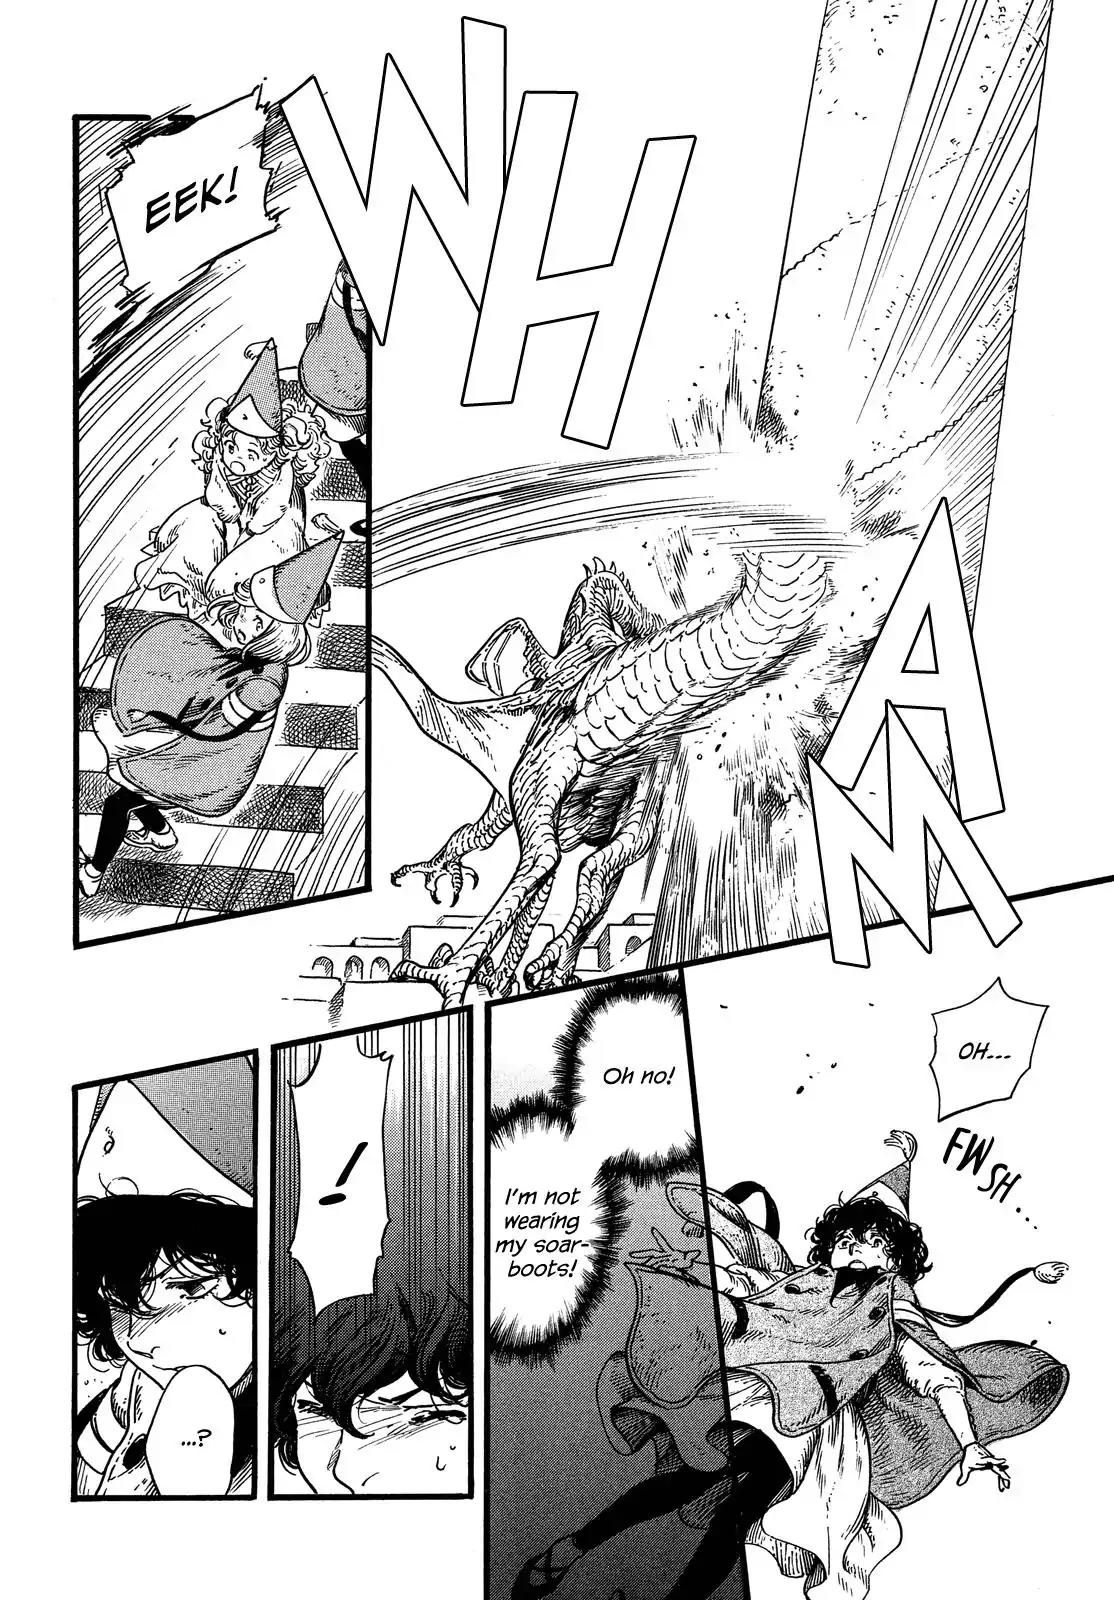 WH
AM
EEK!
OH...
FWSH...
Oh no!
I'm not
wearing
my soar-
boots!
!
...?